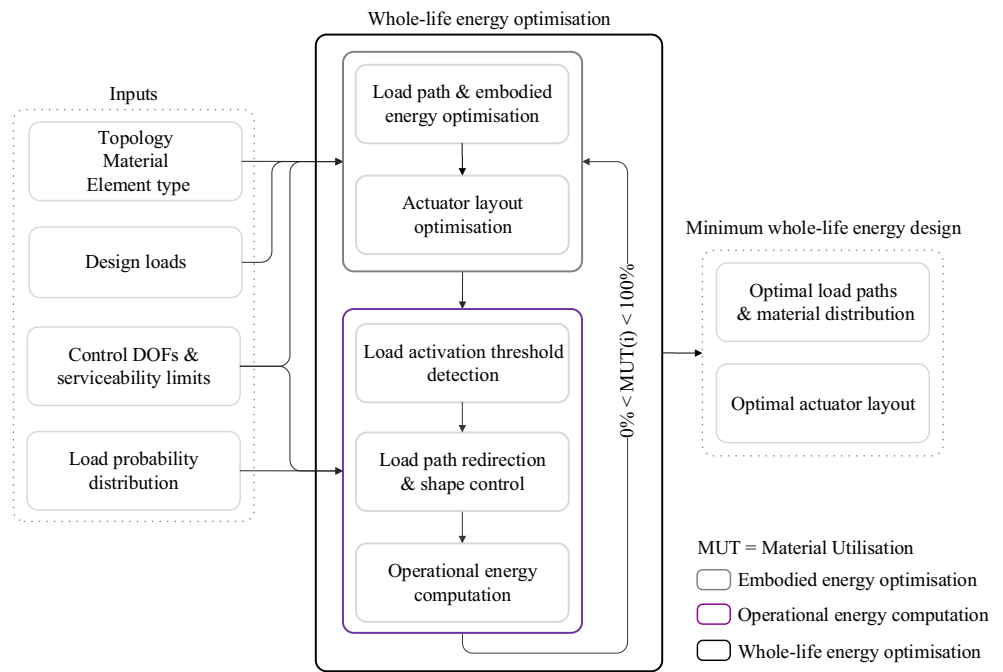 Whole-life energy optimisation
Inputs
Topology
Material
Element type
Design loads
Control DOFs &
serviceability limits
Load probability
distribution
Load path & embodied
energy optimisation
Actuator layout
optimisation
Load activation threshold
detection
Load path redirection
& shape control
Operational energy
computation
0% < MUT(i) < 100%
Minimum whole-life energy design
Optimal load paths
& material distribution
Optimal actuator layout
MUT = Material Utilisation
Embodied energy optimisation
Operational energy computation
Whole-life energy optimisation